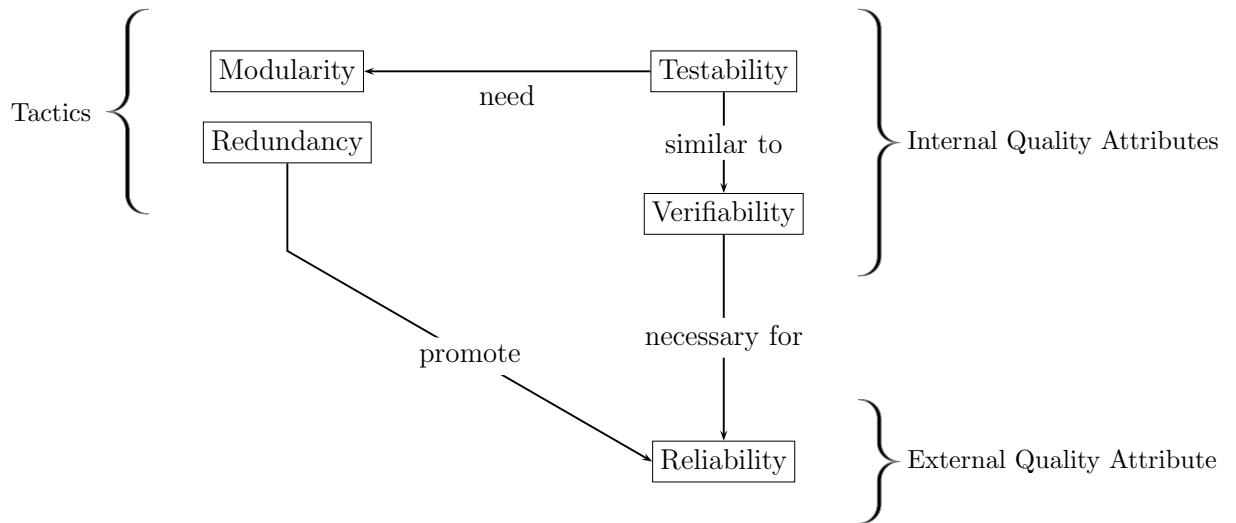 Tactics
Modularity
Testability
need
Redundancy
similar to
Internal Quality Attributes
Verifiability
necessary for
promote
Reliability
External Quality Attribute